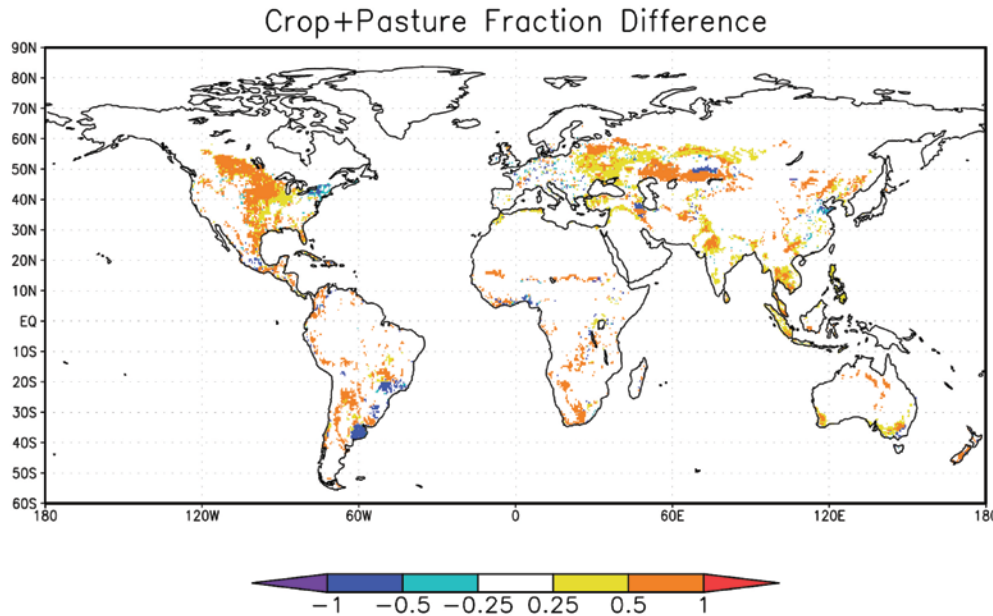 Crop+Pasture Fraction Difference
90N
80N
70N
60N
50N
40N
30N
20N
10N
EQ
10S
20S
30S
40S
50S
60S
180 120W 60W 0 60E 120E 180
−1 −0.5 −0.25 0.25 0.5 1